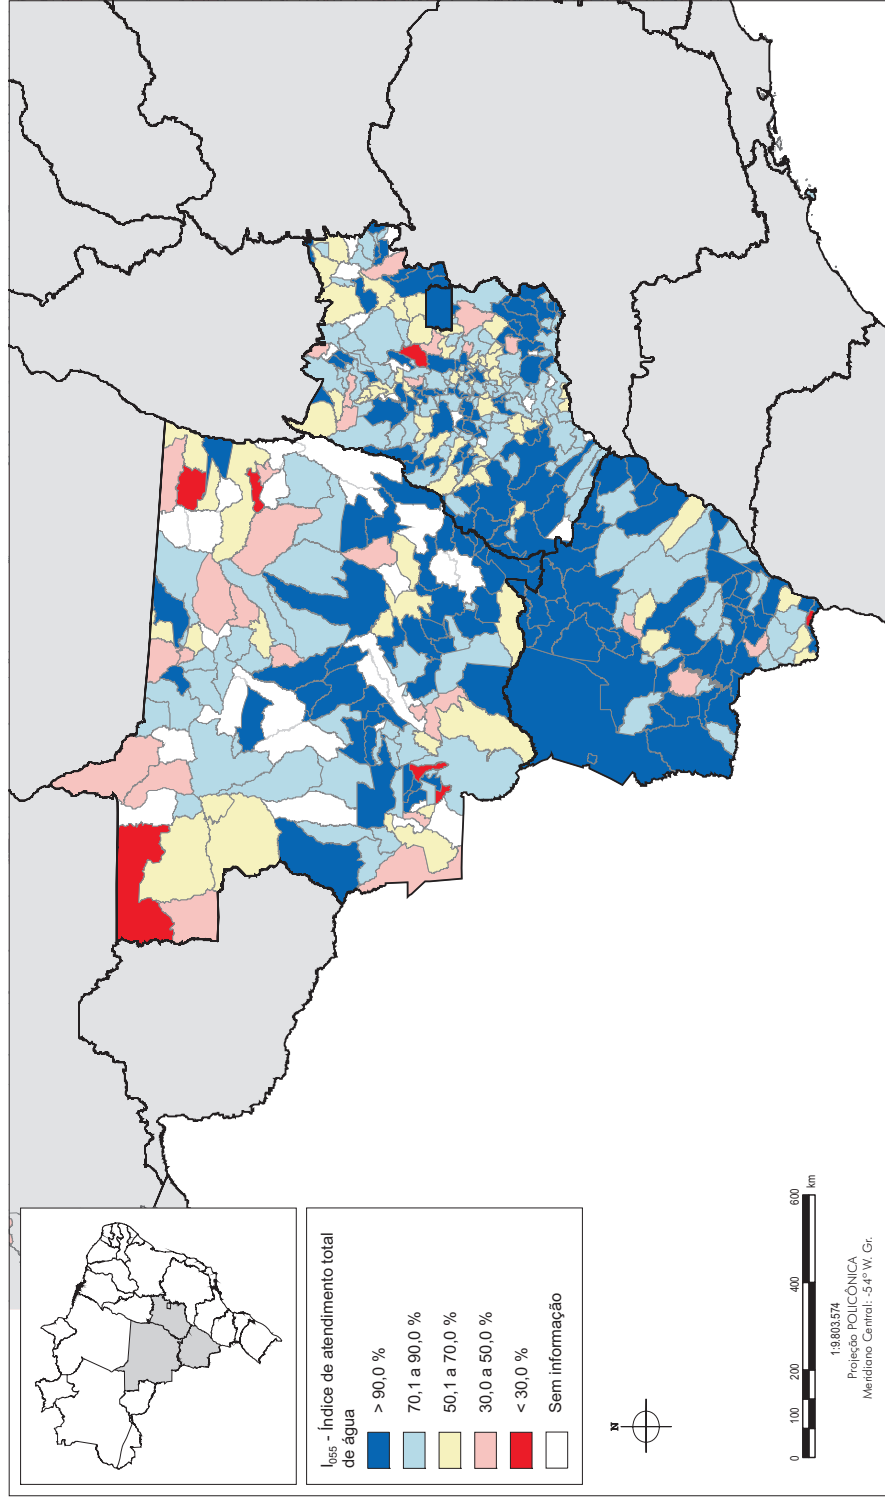 I055 - Índice de atendimento total
de água
> 90,0 %
70,1 a 90,0 %
50,1 a 70,0 %
30,0 a 50,0 %
< 30,0 %
Sem informação
N
0 100 200 400 600
km
1:9.803.574
Projeção POLICÔNICA
Meridiano Central: -54° W. Gr.